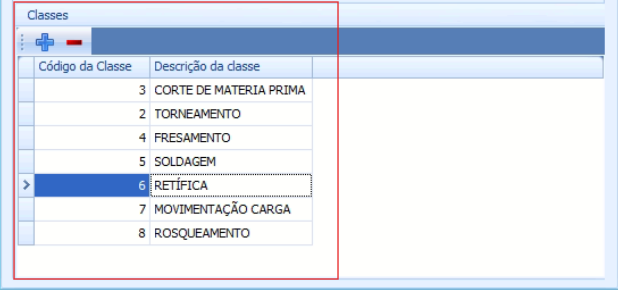 Classes
Código da Classe Descrição da classe
3 CORTE DE MATERIA PRIMA
2 TORNEAMENTO
4 FRESAMENTO
5 SOLDAGEM
6 RETÍFICA
7 MOVIMENTAÇÃO CARGA
8 ROSQUEAMENTO